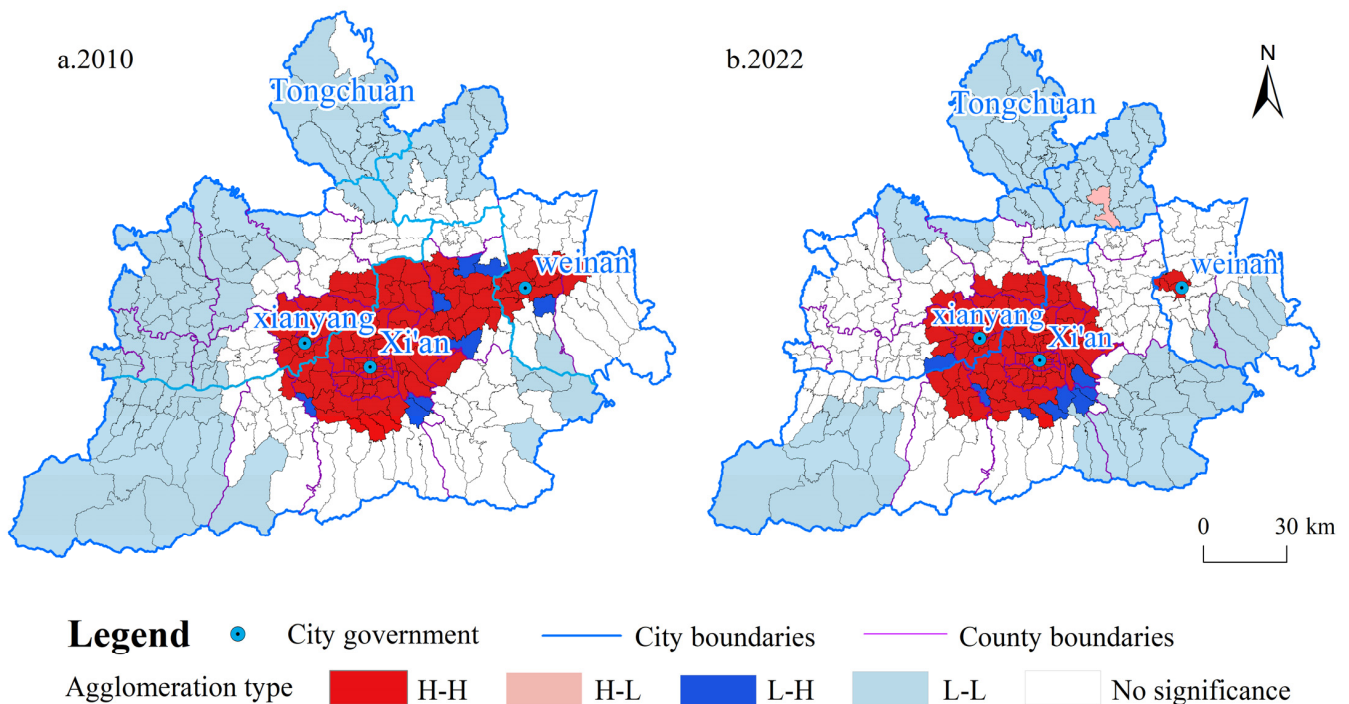 a.2010
b.2022
N
Tongchuan
Tongchuan
weinan
weinan
xianyang
xianyang
Xi'an
Xi'an
0 30 km
Legend City government City boundaries County boundaries
Agglomeration type H-H H-L L-H L-L No significance